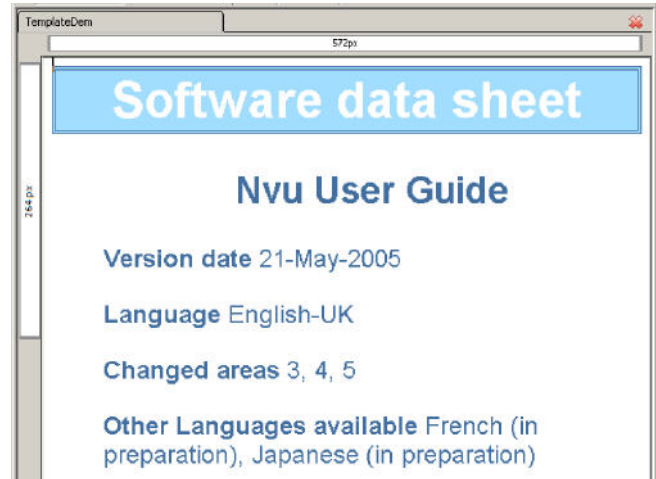 TemplateDem
572px
Software data sheet
264 px
Nvu User Guide
Version date 21-May-2005
Language English-UK
Changed areas 3, 4, 5
Other Languages available French (in
preparation), Japanese (in preparation)